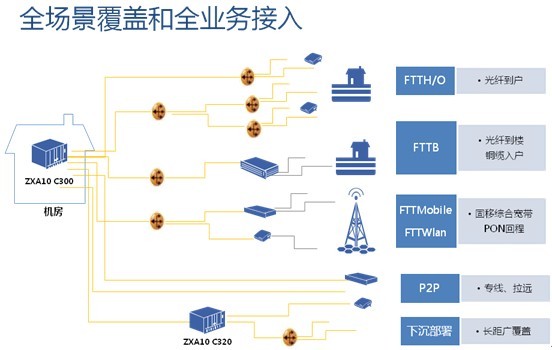 全场景覆盖和全业务接入
FTTH/O
• 光纤到户
FTTB
• 光纤到楼
铜缆入户
ZXA10 C300
机房
FTTMobile
FTTWlan
• 固移综合宽带
PON回程
P2P
• 专线、拉远
ZXA10 C320
下沉部署
• 长距广覆盖